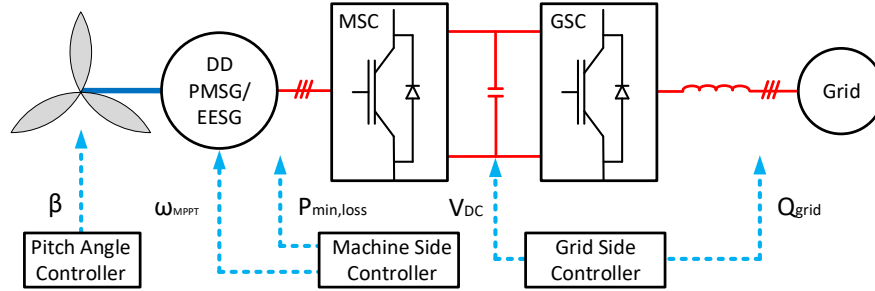 MSC
GSC
DD
PMSG/
EESG
Grid
β
ωMPPT
Pmin,loss
VDC
Qgrid
Pitch Angle
Controller
Machine Side
Controller
Grid Side
Controller